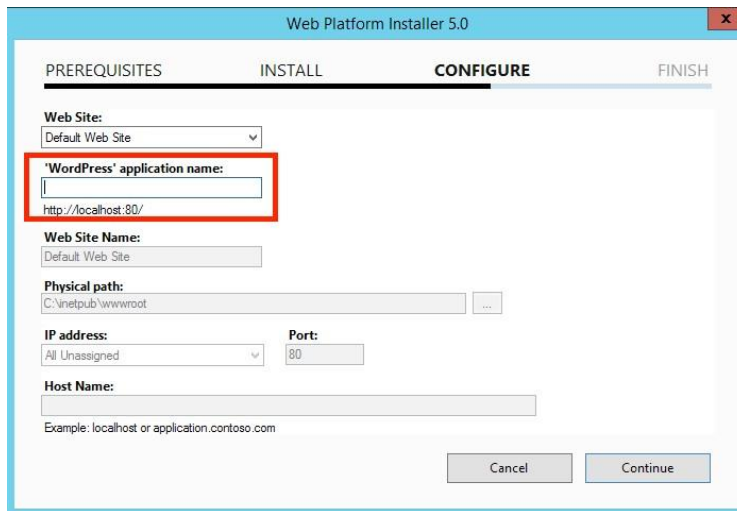 Web Platform Installer 5.0
x
PREREQUISITES INSTALL CONFIGURE FINISH
Web Site:
Default Web Site
'WordPress' application name:
http://localhost:80/
Web Site Name:
Default Web Site
Physical path:
C:\inetpub\wwwroot ...
IP address: Port:
All Unassigned 80
Host Name:
Example: localhost or application.contoso.com
Cancel Continue